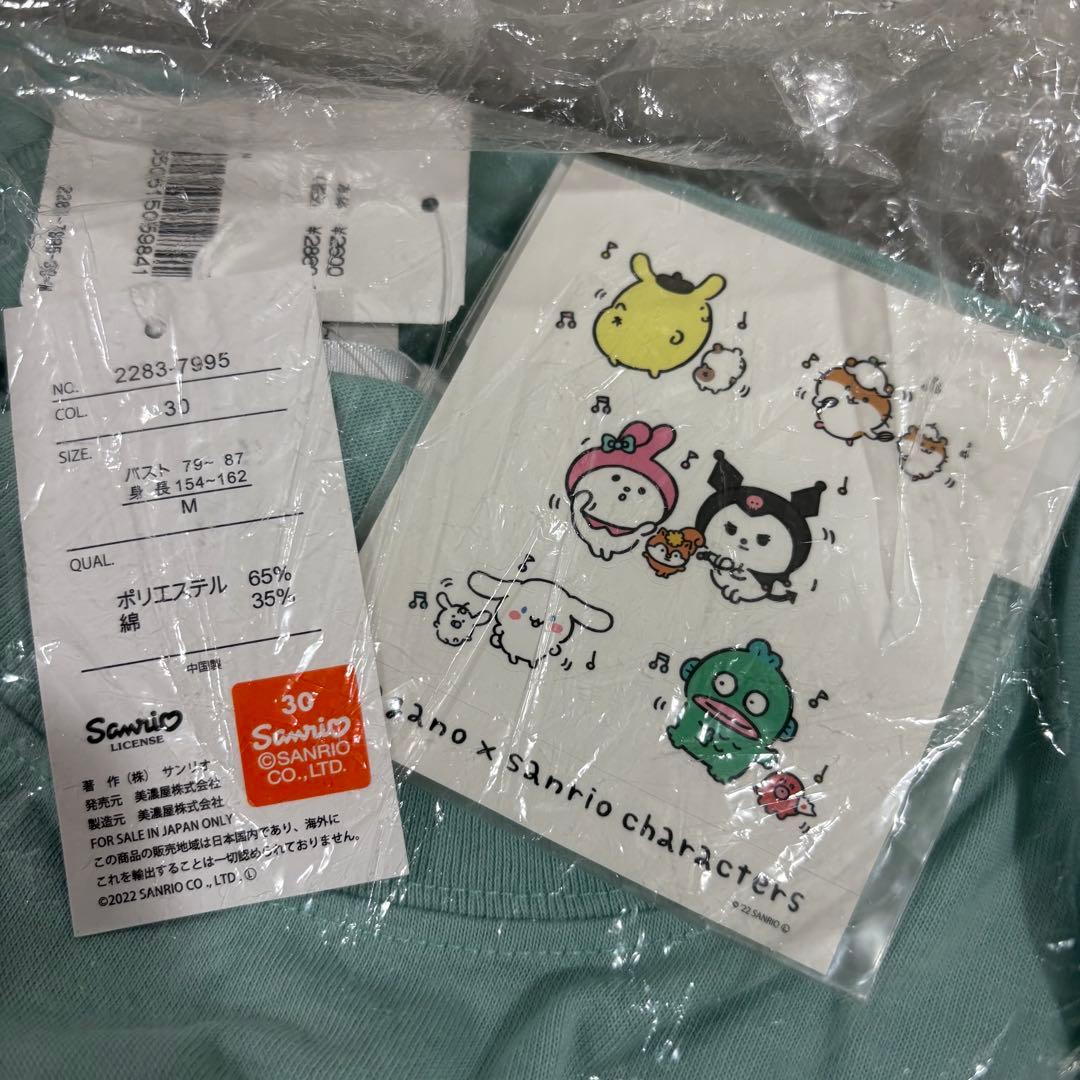 NO. 2283-7995
COL. 30
SIZE.
バスト 79~ 87
身 長 154~162
M
QUAL.
ポリエステル 65%
綿 35%
中国製
Sanrio
LICENSE
30
Sanrio
©SANRIO
CO.,LTD.
著 作 (株) サンリオ
発売元 美濃屋株式会社
製造元 美濃屋株式会社
FOR SALE IN JAPAN ONLY
この商品の販売地域は日本国内であり、海外に
これを輸出することは一切認められておりません。
©2022 SANRIO CO., LTD. Ⓛ
550515059841
¥2600
ano x sanrio characters
©'22 SANRIO Ⓛ